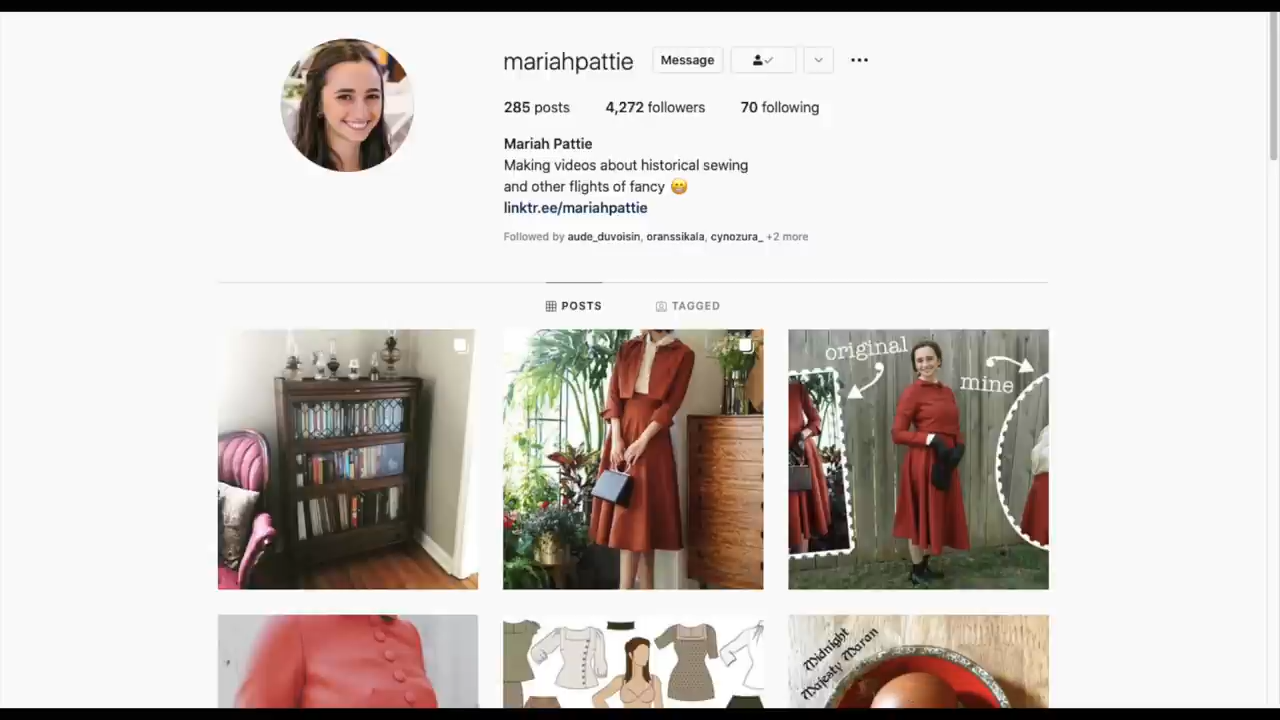 mariahpattie Message
285 posts 4,272 followers 70 following
Mariah Pattie
Making videos about historical sewing
and other flights of fancy 😁
linktr.ee/mariahpattie
Followed by aude_duvoisin, oranssikala, cynozura_ +2 more
POSTS TAGGED
original
mine
Midnight
Majesty Maran